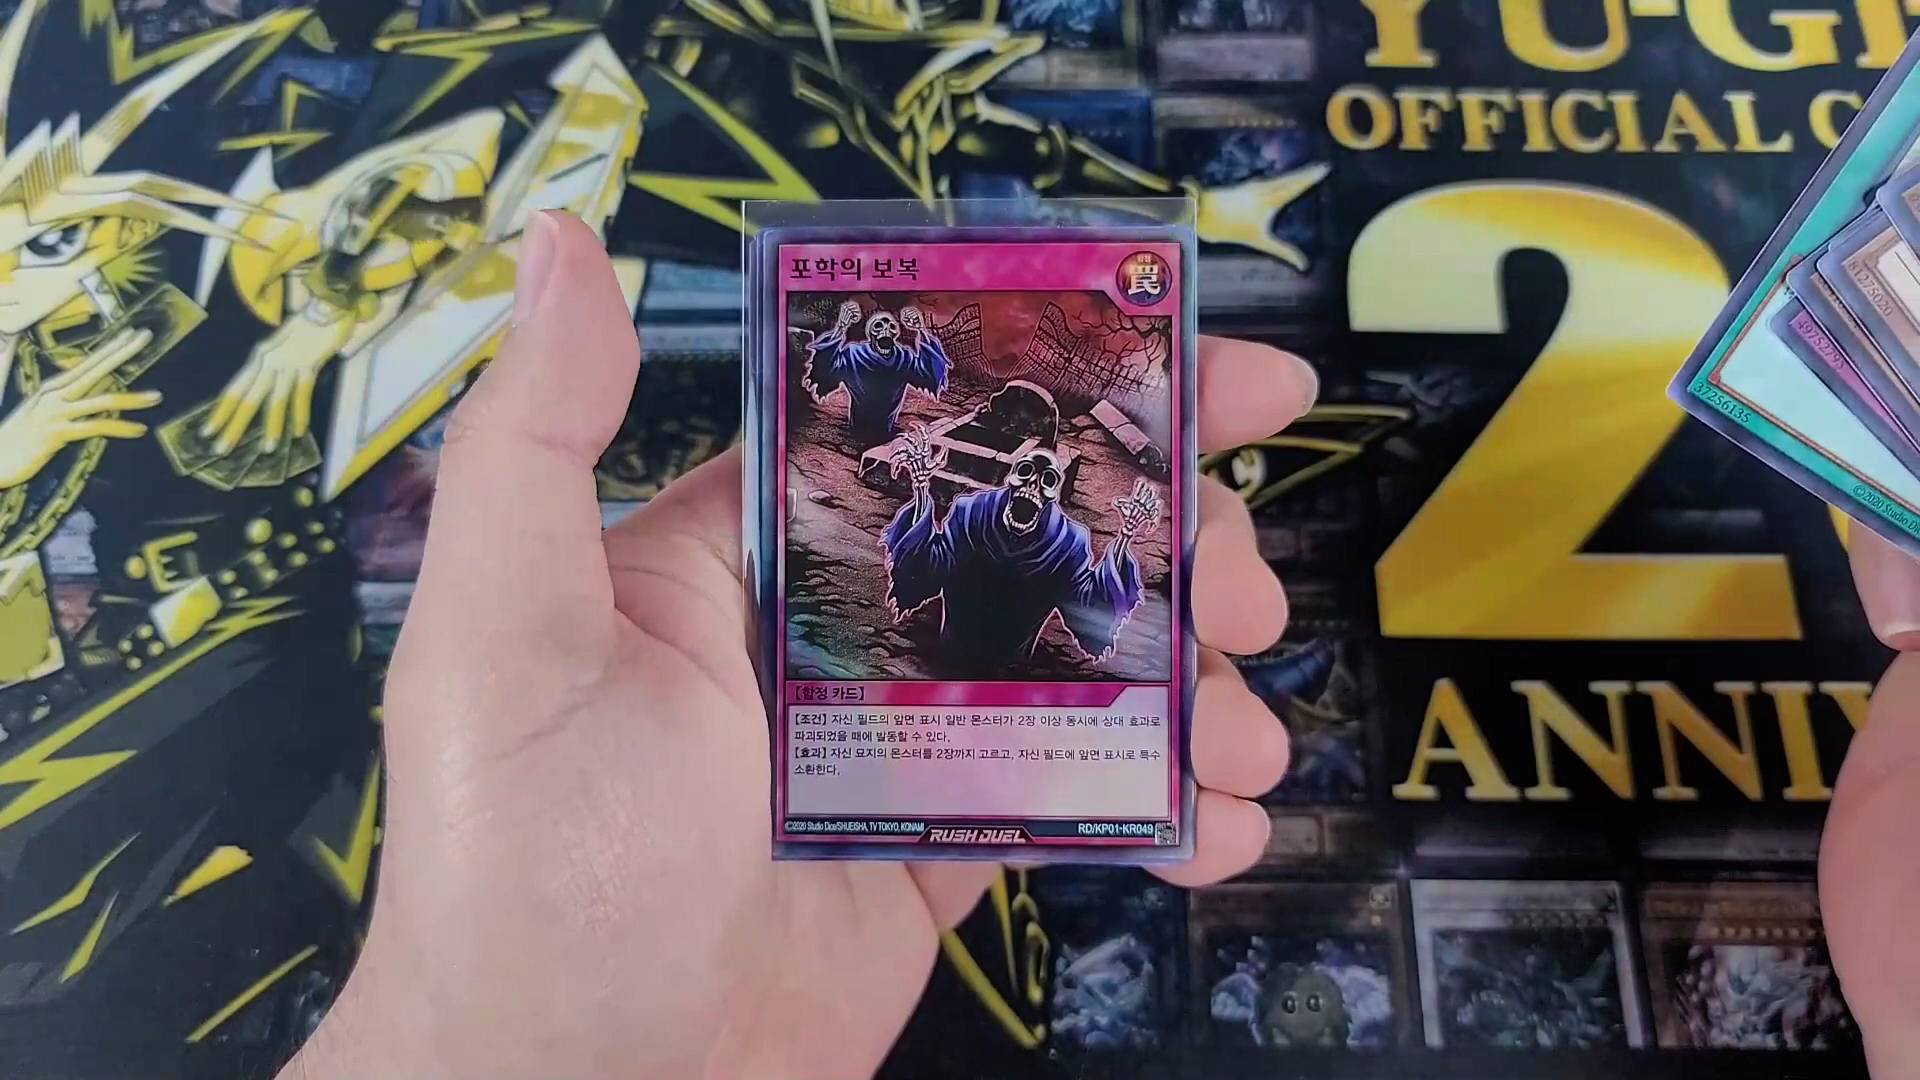 YU-GI
OFFICIAL C
2
ANNIV
포학의 보복
함정
罠
【함정 카드】
【조건】 자신 필드의 앞면 표시 일반 몬스터가 2장 이상 동시에 상대 효과로
파괴되었을 때에 발동할 수 있다.
【효과】 자신 묘지의 몬스터를 2장까지 고르고, 자신 필드에 앞면 표시로 특수
소환한다.
©2020 Studio Dice/SHUEISHA, TV TOKYO, KONAMI
RUSH DUEL
RD/KP01-KR049
81275020
49752795
37256135
©2020 Studio Di